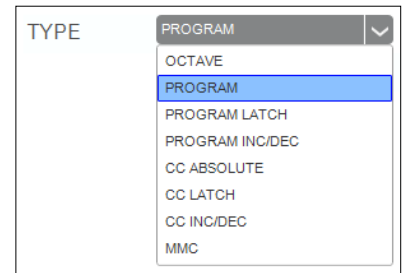 TYPE PROGRAM
OCTAVE
PROGRAM
PROGRAM LATCH
PROGRAM INC/DEC
CC ABSOLUTE
CC LATCH
CC INC/DEC
MMC